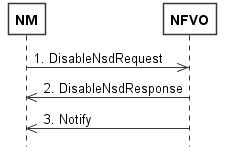 NM
NFVO
1. DisableNsdRequest
2. DisableNsdResponse
3. Notify